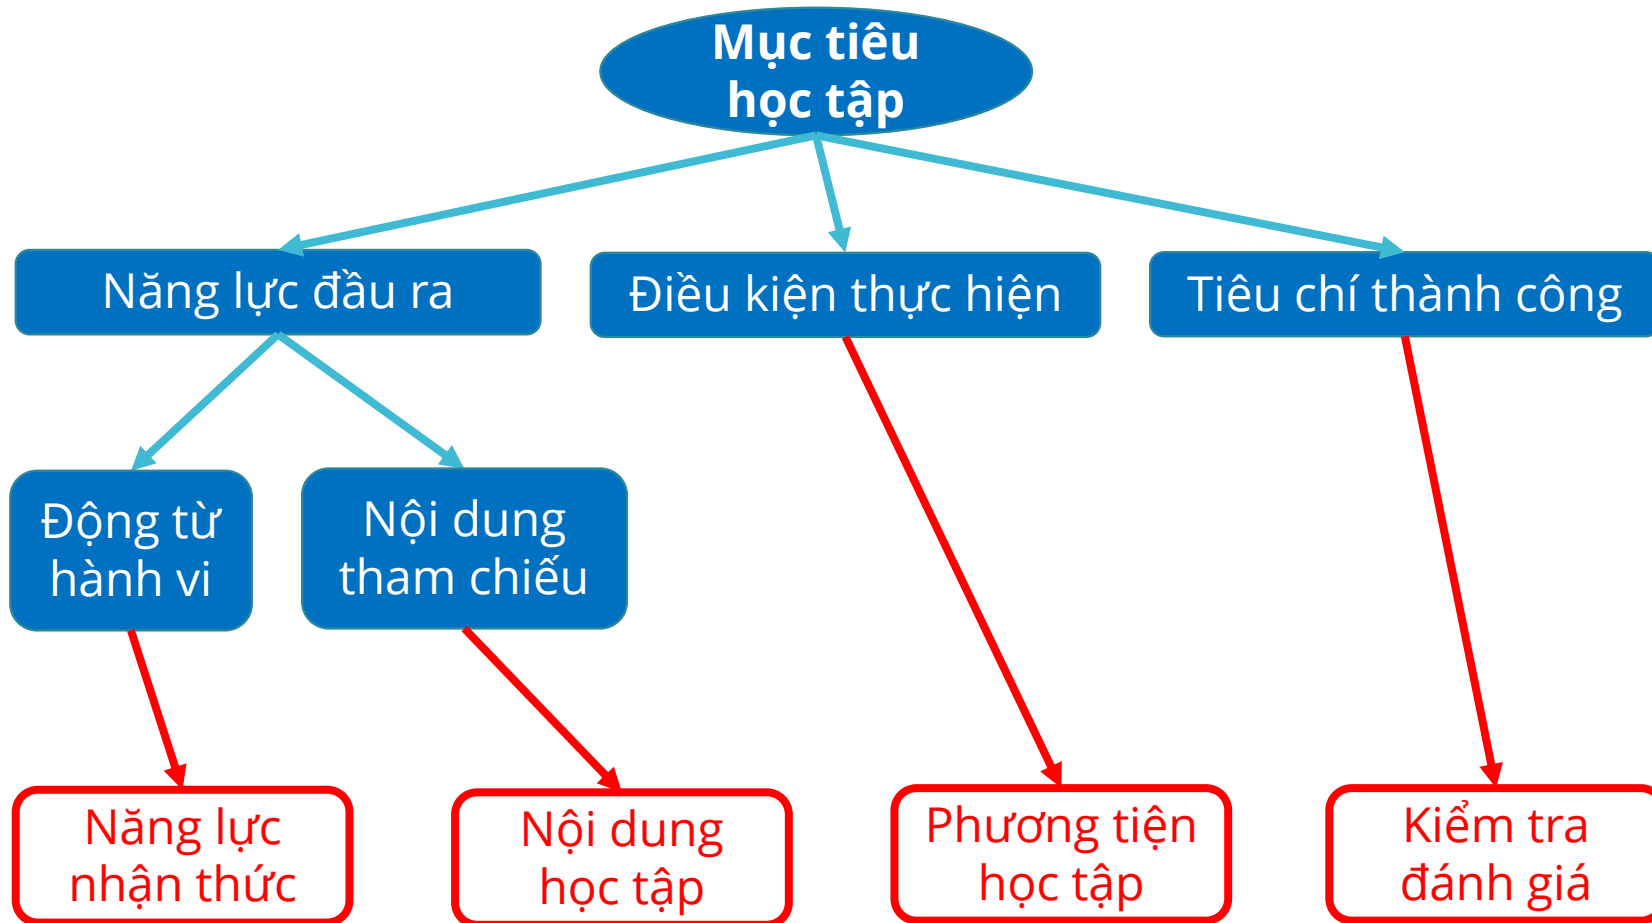 Mục tiêu
học tập
Năng lực đầu ra
Điều kiện thực hiện
Tiêu chí thành công
Động từ
hành vi
Nội dung
tham chiếu
Năng lực
nhận thức
Nội dung
học tập
Phương tiện
học tập
Kiểm tra
đánh giá